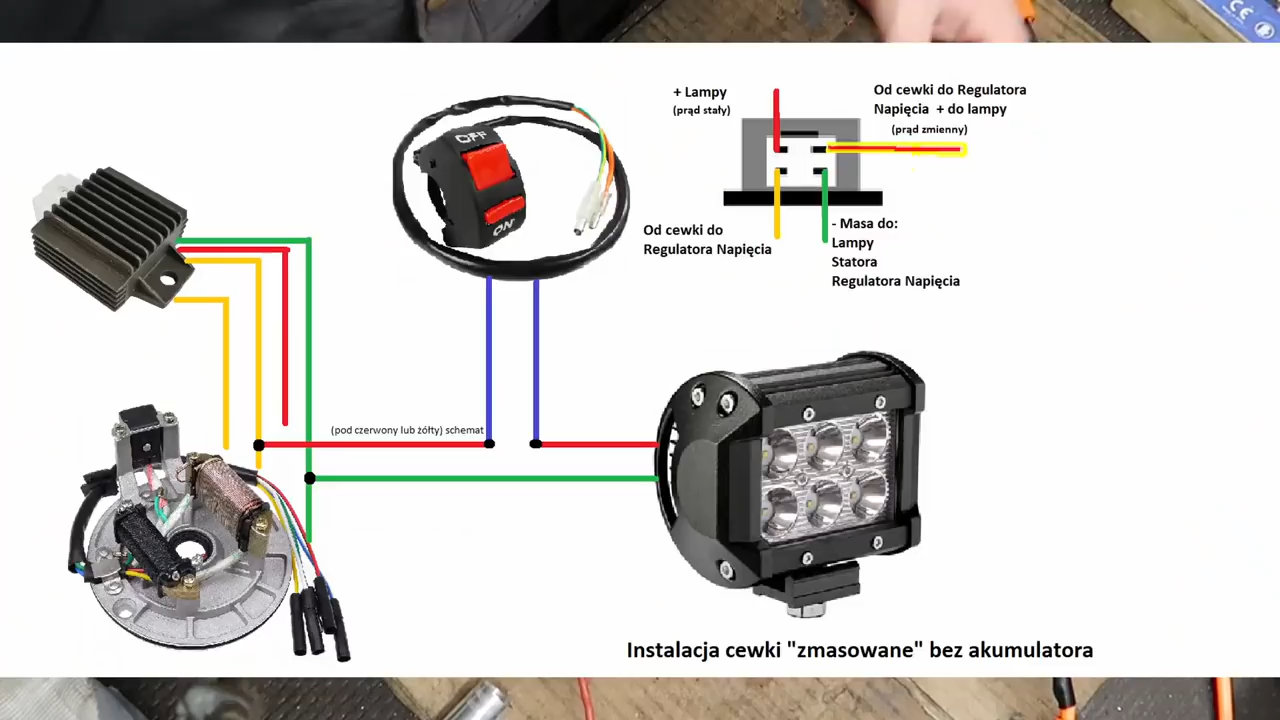 CE
+ Lampy
(prąd stały)
Od cewki do Regulatora
Napięcia + do lampy
(prąd zmienny)
OFF
ON
Od cewki do
Regulatora Napięcia
- Masa do:
Lampy
Statora
Regulatora Napięcia
(pod czerwony lub żółty) schemat
Instalacja cewki "zmasowane" bez akumulatora